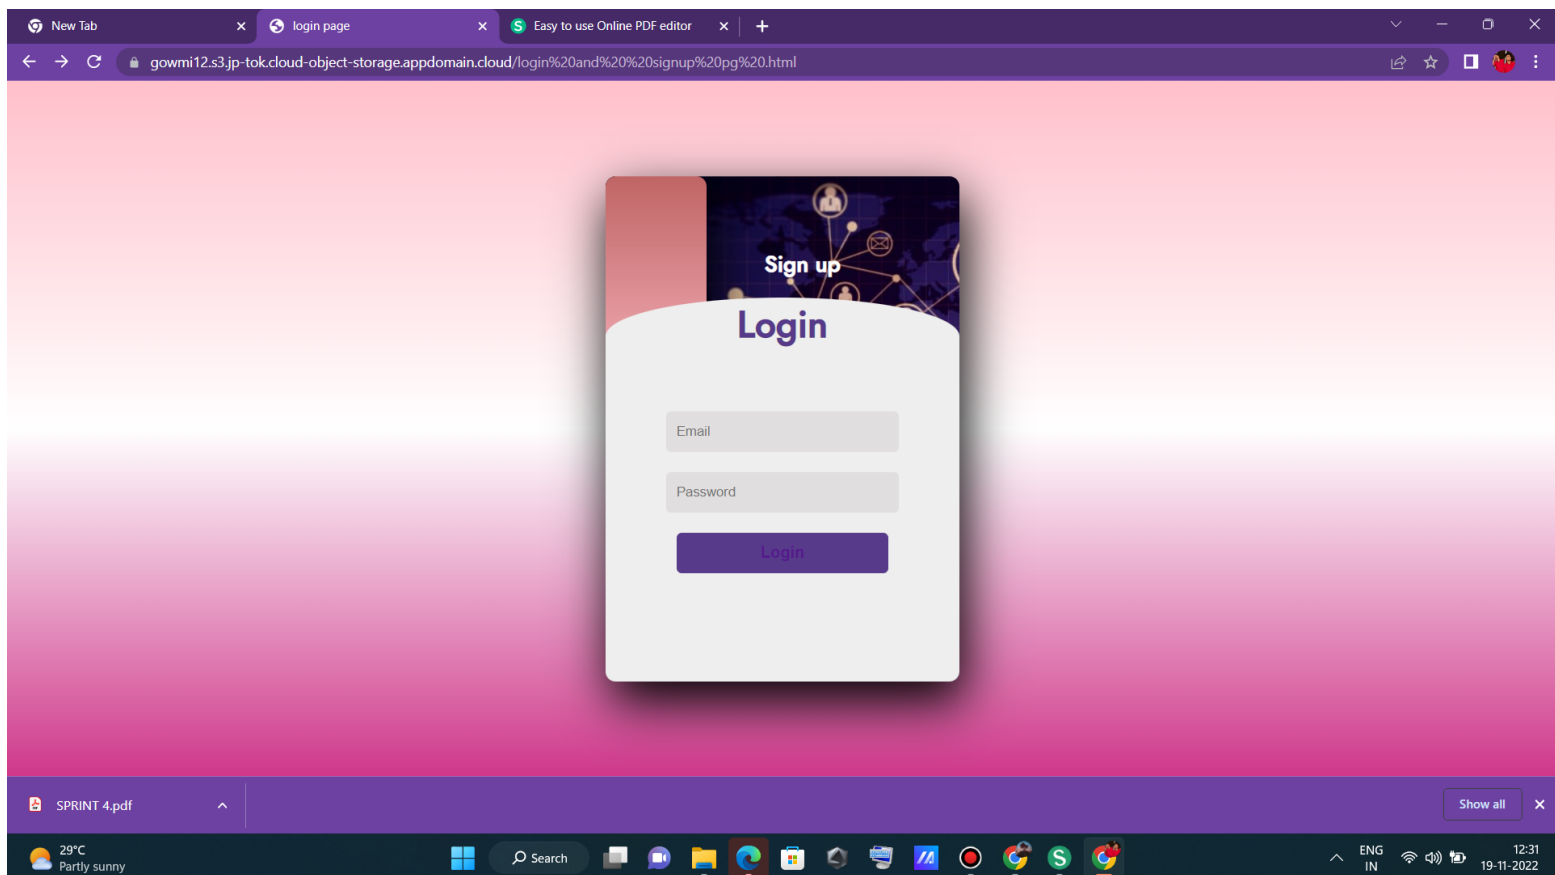 New Tab
login page
Easy to use Online PDF editor
gowmi12.s3.jp-tok.cloud-object-storage.appdomain.cloud/login%20and%20%20signup%20pg%20.html
Sign up
Login
Email
Password
Login
SPRINT 4.pdf
Show all
29°C
Partly sunny
Search
ENG
IN
12:31
19-11-2022